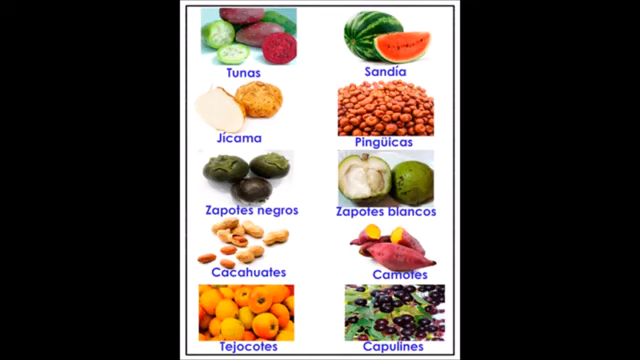 Tunas
Sandía
Jícama
Pingüicas
Zapotes negros
Zapotes blancos
Cacahuates
Camotes
Tejocotes
Capulines